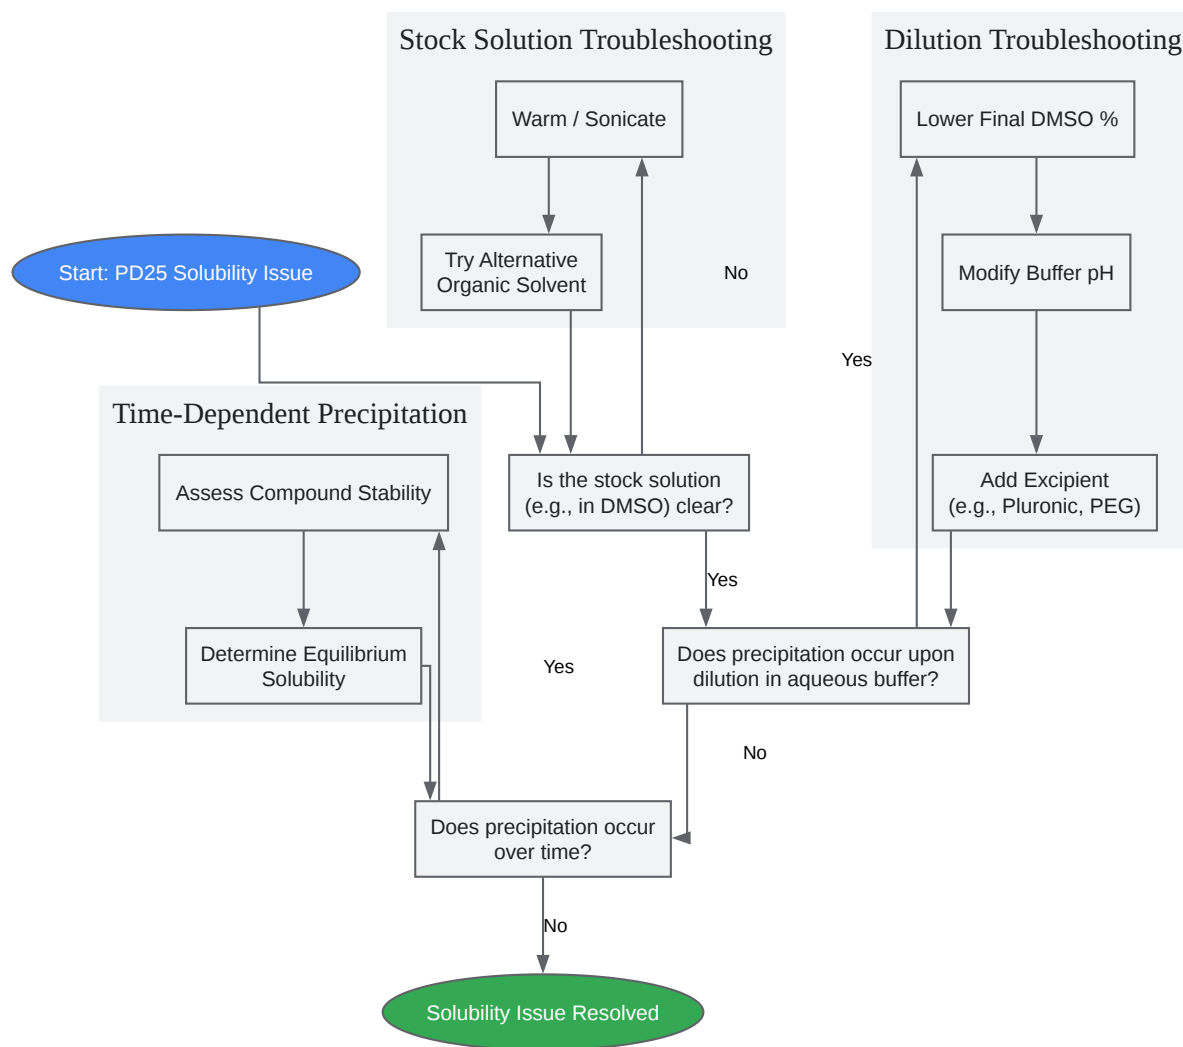 Stock Solution Troubleshooting
Dilution Troubleshooting
Warm / Sonicate
Lower Final DMSO %
Start: PD25 Solubility Issue
Try Alternative
Organic Solvent
No
Modify Buffer pH
Yes
Time-Dependent Precipitation
Assess Compound Stability
Is the stock solution
(e.g., in DMSO) clear?
Add Excipient
(e.g., Pluronic, PEG)
Yes
Determine Equilibrium
Solubility
Yes
Does precipitation occur upon
dilution in aqueous buffer?
No
Does precipitation occur
over time?
No
Solubility Issue Resolved